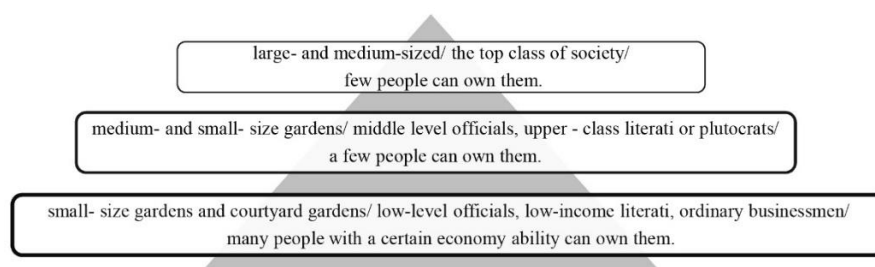 large- and medium-sized/ the top class of society/
few people can own them.
medium- and small- size gardens/ middle level officials, upper - class literati or plutocrats/
a few people can own them.
small- size gardens and courtyard gardens/ low-level officials, low-income literati, ordinary businessmen/
many people with a certain economy ability can own them.